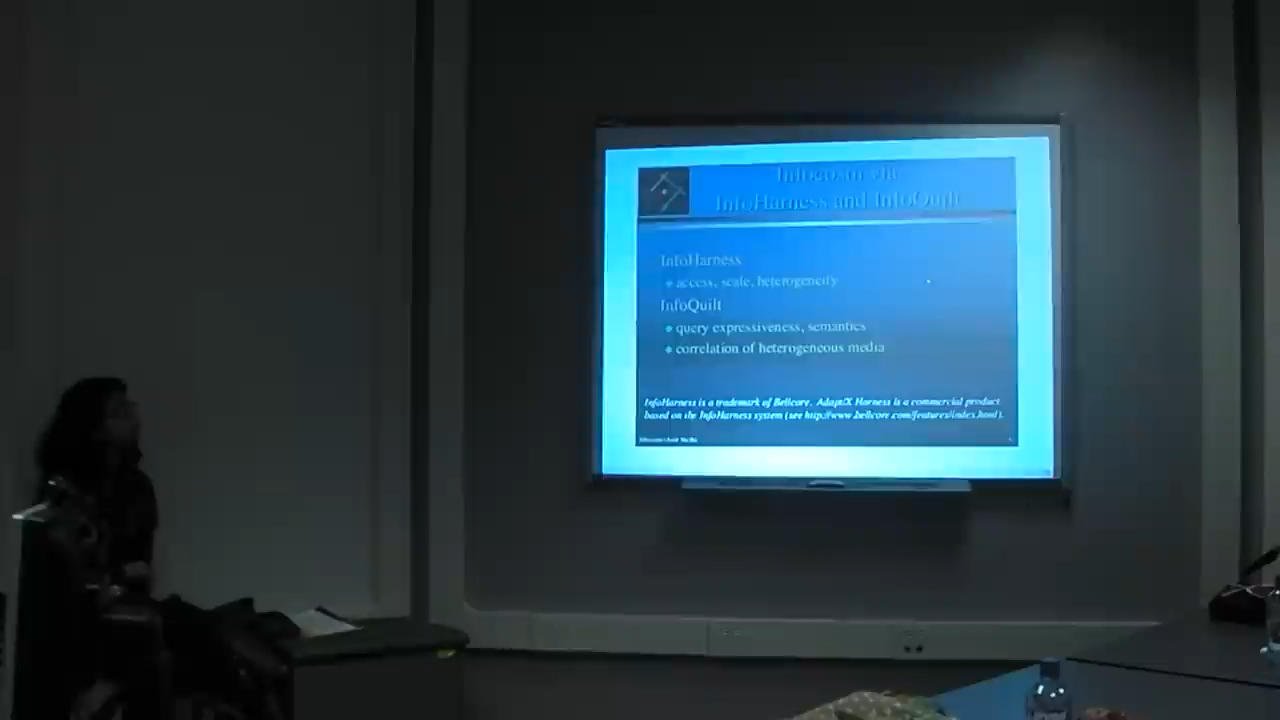 Infocosm via
InfoHarness and InfoQuilt
InfoHarness
access, scale, heterogeneity
InfoQuilt
query expressiveness, semantics
correlation of heterogeneous media
InfoHarness is a trademark of Bellcore. AdaptX Harness is a commercial product
based on the InfoHarness system (see http://www.bellcore.com/features/index.html).